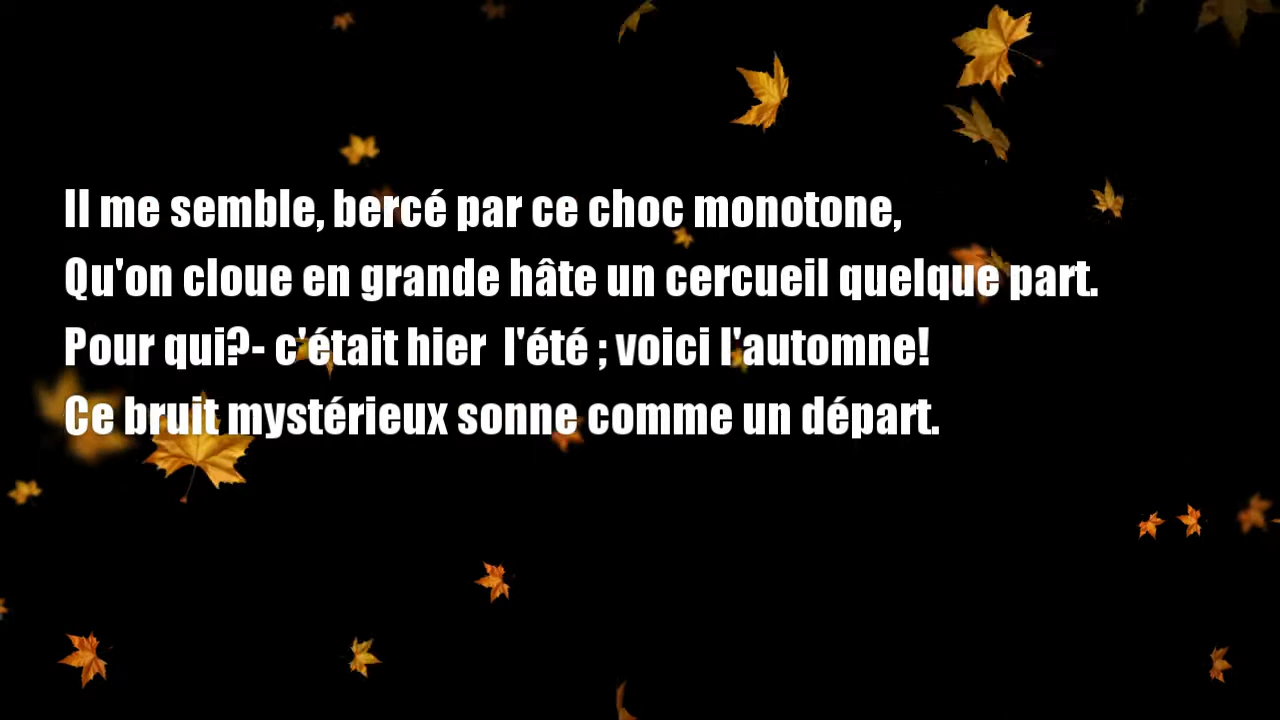 Il me semble, bercé par ce choc monotone,
Qu'on cloue en grande hâte un cercueil quelque part.
Pour qui?- c'était hier  l'été ; voici l'automne!
Ce bruit mystérieux sonne comme un départ.